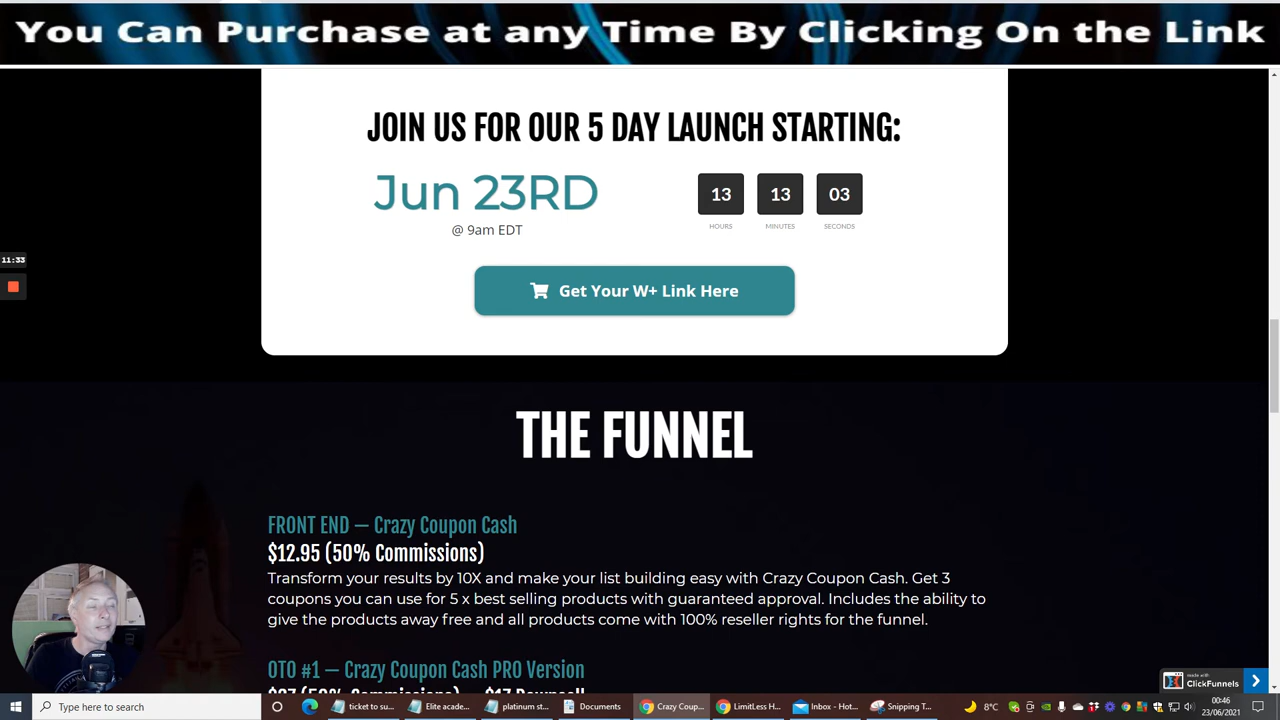 You Can Purchase at any Time By Clicking On the Link
JOIN US FOR OUR 5 DAY LAUNCH STARTING:
Jun 23RD
@ 9am EDT
13 13 03
HOURS MINUTES SECONDS
11:33
Get Your W+ Link Here
THE FUNNEL
FRONT END — Crazy Coupon Cash
$12.95 (50% Commissions)
Transform your results by 10X and make your list building easy with Crazy Coupon Cash. Get 3
coupons you can use for 5 x best selling products with guaranteed approval. Includes the ability to
give the products away free and all products come with 100% reseller rights for the funnel.
OTO #1 — Crazy Coupon Cash PRO Version
made with
ClickFunnels
Type here to search
ticket to su...
Elite acade...
platinum st...
Documents
Crazy Coup...
LimitLess H...
Inbox - Hot...
Snipping T...
8°C
00:46
23/06/2021